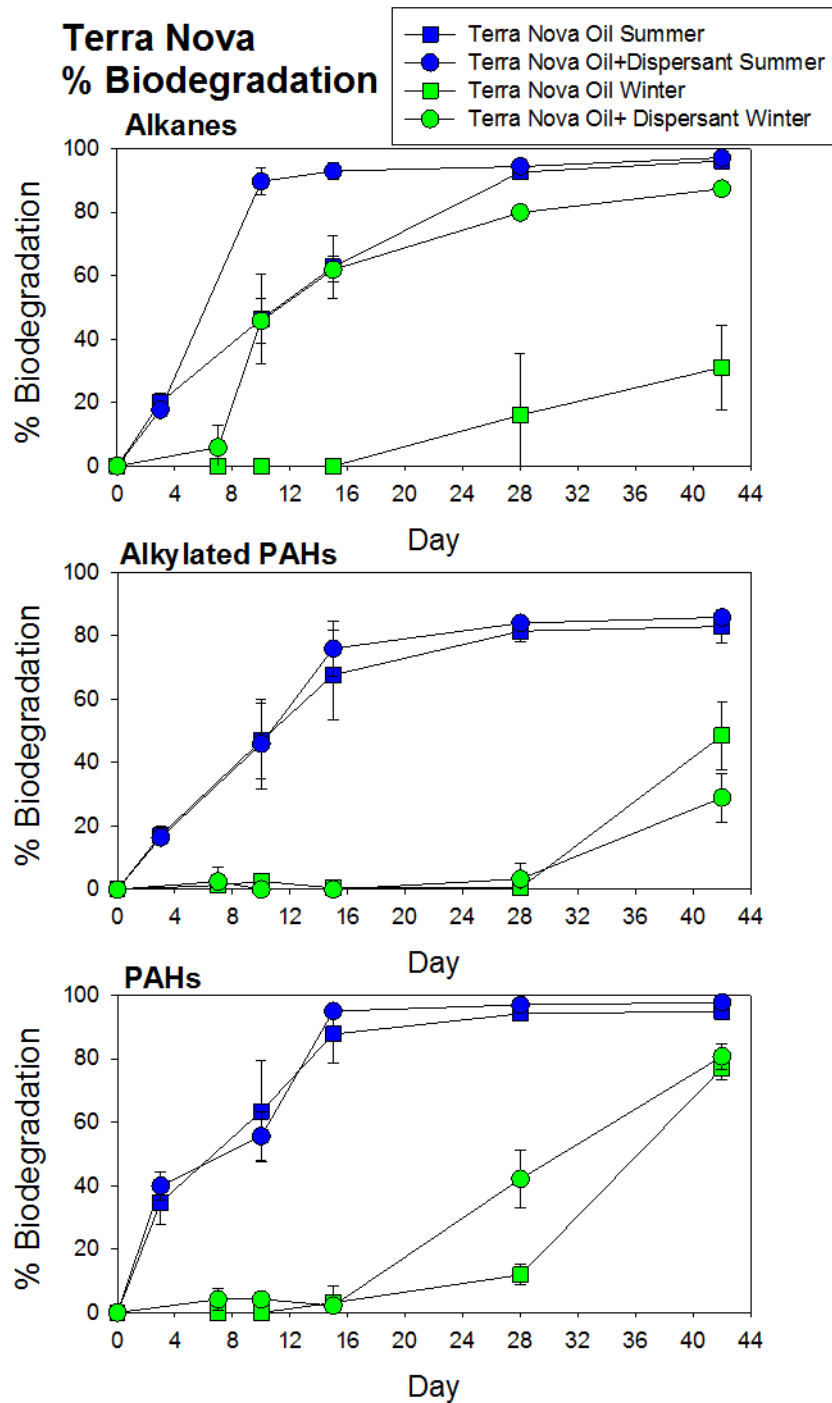 Terra Nova
% Biodegradation
Terra Nova Oil Summer
Terra Nova Oil+Dispersant Summer
Terra Nova Oil Winter
Terra Nova Oil+ Dispersant Winter
Alkanes
% Biodegradation
100
80
60
40
20
0
0 4 8 12 16 20 24 28 32 36 40 44
Day
Alkylated PAHs
% Biodegradation
100
80
60
40
20
0
0 4 8 12 16 20 24 28 32 36 40 44
Day
PAHs
% Biodegradation
100
80
60
40
20
0
0 4 8 12 16 20 24 28 32 36 40 44
Day